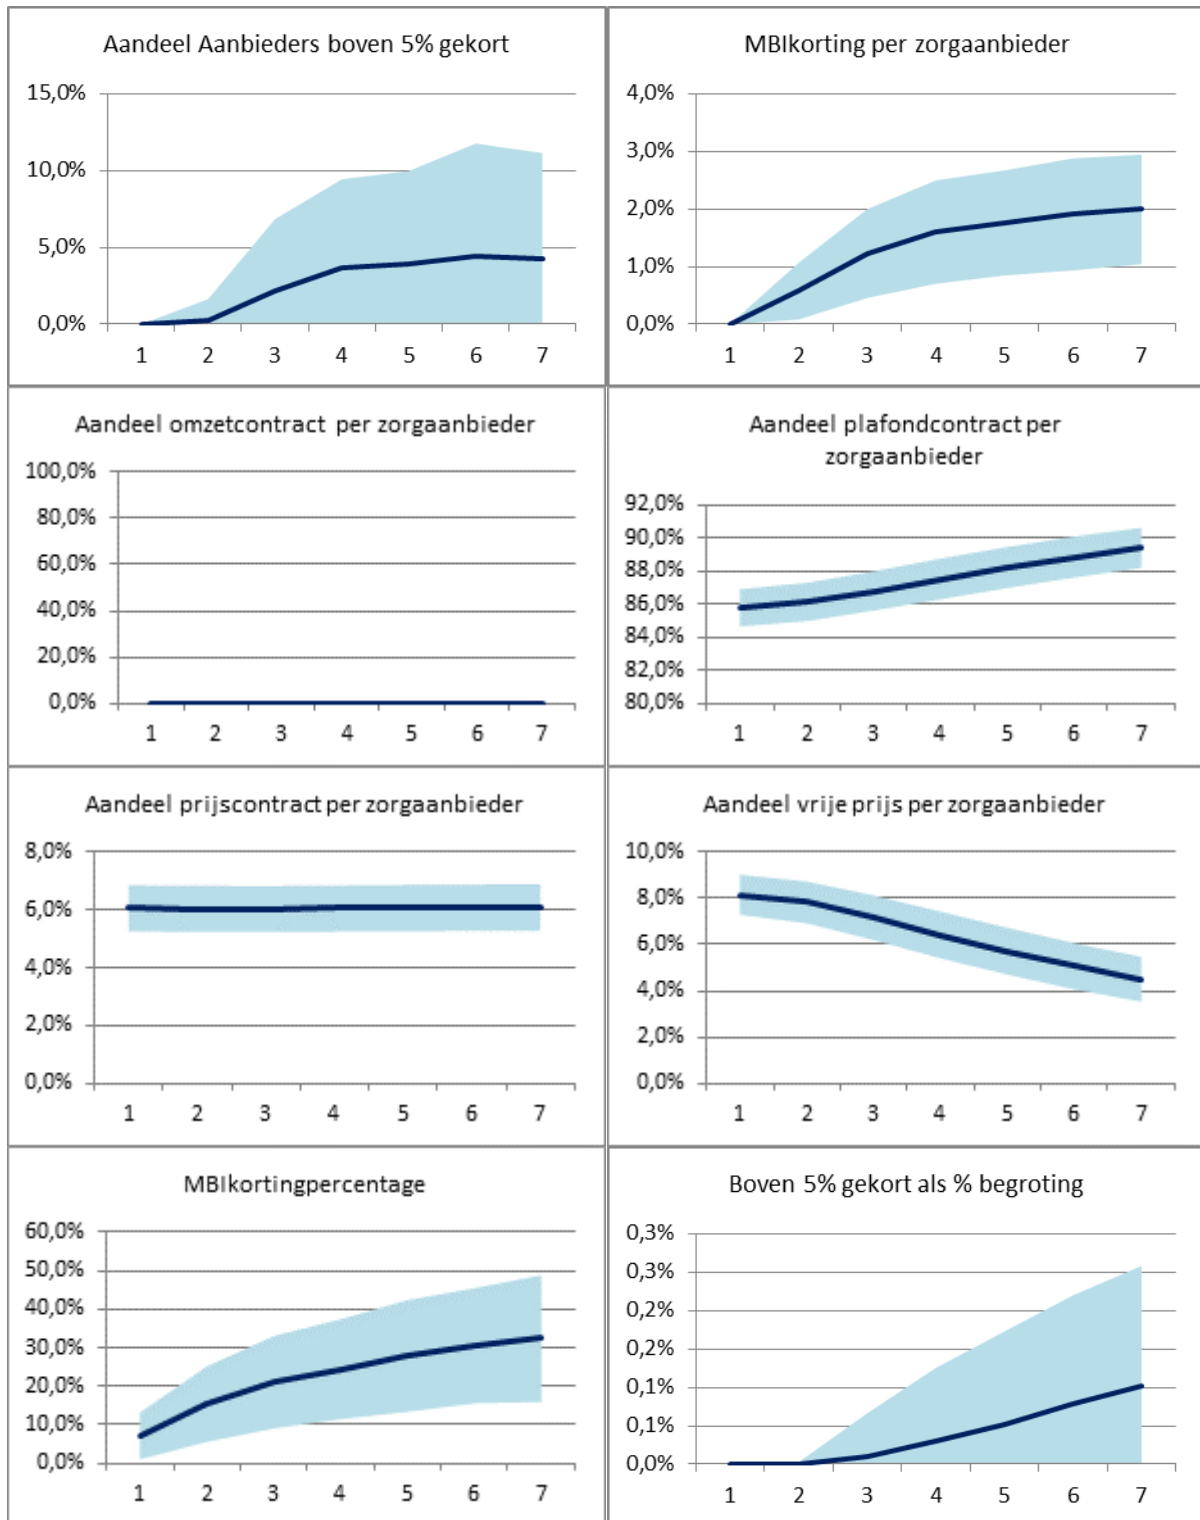 Aandeel Aanbieders boven 5% gekort
15,0%
10,0%
5,0%
0,0%
1 2 3 4 5 6 7
MBIkorting per zorgaanbieder
4,0%
3,0%
2,0%
1,0%
0,0%
1 2 3 4 5 6 7
Aandeel omzetcontract per zorgaanbieder
100,0%
80,0%
60,0%
40,0%
20,0%
0,0%
1 2 3 4 5 6 7
Aandeel plafondcontract per
zorgaanbieder
92,0%
90,0%
88,0%
86,0%
84,0%
82,0%
80,0%
1 2 3 4 5 6 7
Aandeel prijscontract per zorgaanbieder
8,0%
6,0%
4,0%
2,0%
0,0%
1 2 3 4 5 6 7
Aandeel vrije prijs per zorgaanbieder
10,0%
8,0%
6,0%
4,0%
2,0%
0,0%
1 2 3 4 5 6 7
MBIkortingpercentage
60,0%
50,0%
40,0%
30,0%
20,0%
10,0%
0,0%
1 2 3 4 5 6 7
Boven 5% gekort als % begroting
0,3%
0,3%
0,2%
0,2%
0,1%
0,1%
0,0%
1 2 3 4 5 6 7